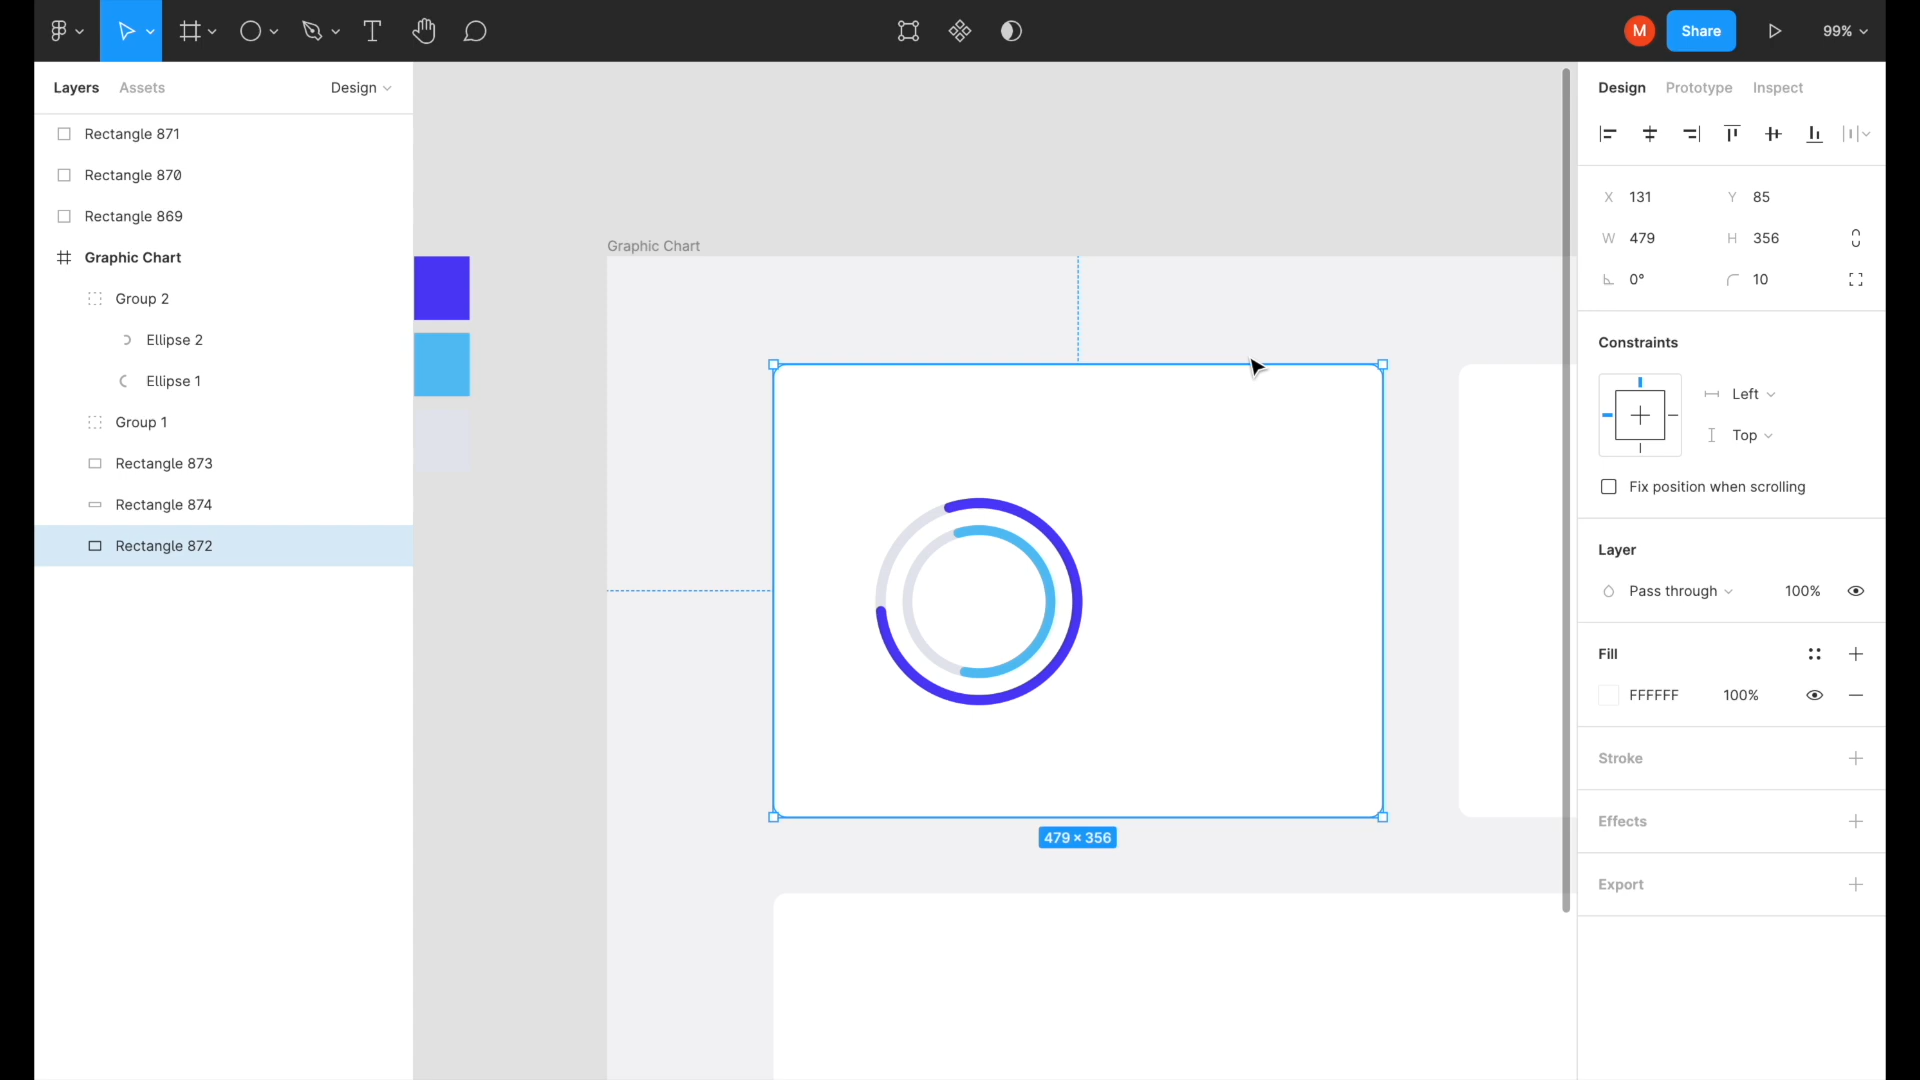 M
Share
99%
Layers
Assets
Design
Rectangle 871
Rectangle 870
Rectangle 869
Graphic Chart
Group 2
Ellipse 2
Ellipse 1
Group 1
Rectangle 873
Rectangle 874
Rectangle 872
Graphic Chart
479 × 356
Design
Prototype
Inspect
X 131
Y 85
W 479
H 356
0°
10
Constraints
Left
Top
Fix position when scrolling
Layer
Pass through
100%
Fill
FFFFFF
100%
Stroke
Effects
Export